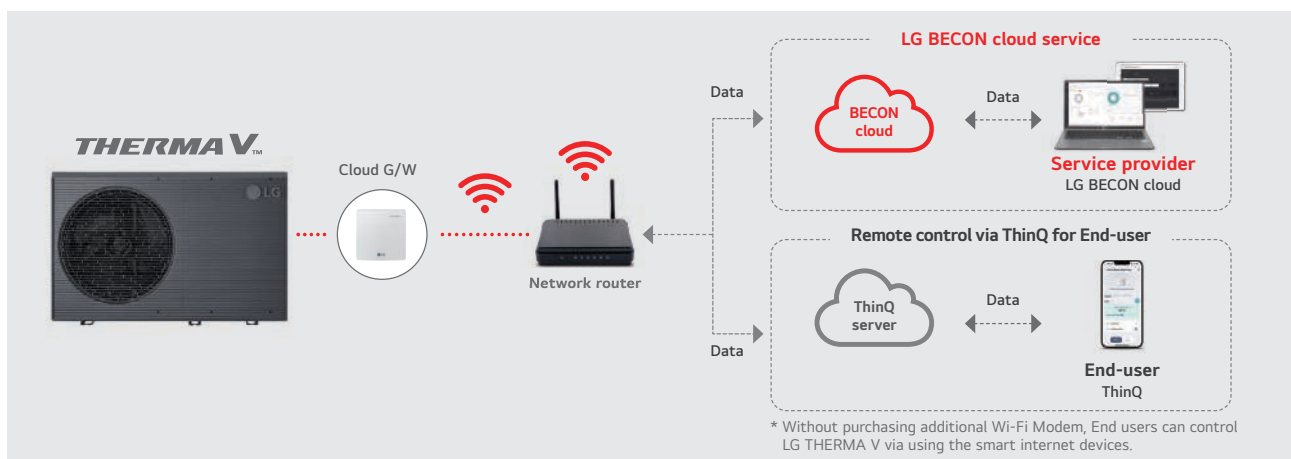 THERMA V™
LG
Cloud G/W
Network router
Data
Data
LG BECON cloud service
BECON
cloud
Data
Service provider
LG BECON cloud
Remote control via ThinQ for End-user
ThinQ
server
Data
End-user
ThinQ
* Without purchasing additional Wi-Fi Modem, End users can control
LG THERMA V via using the smart internet devices.